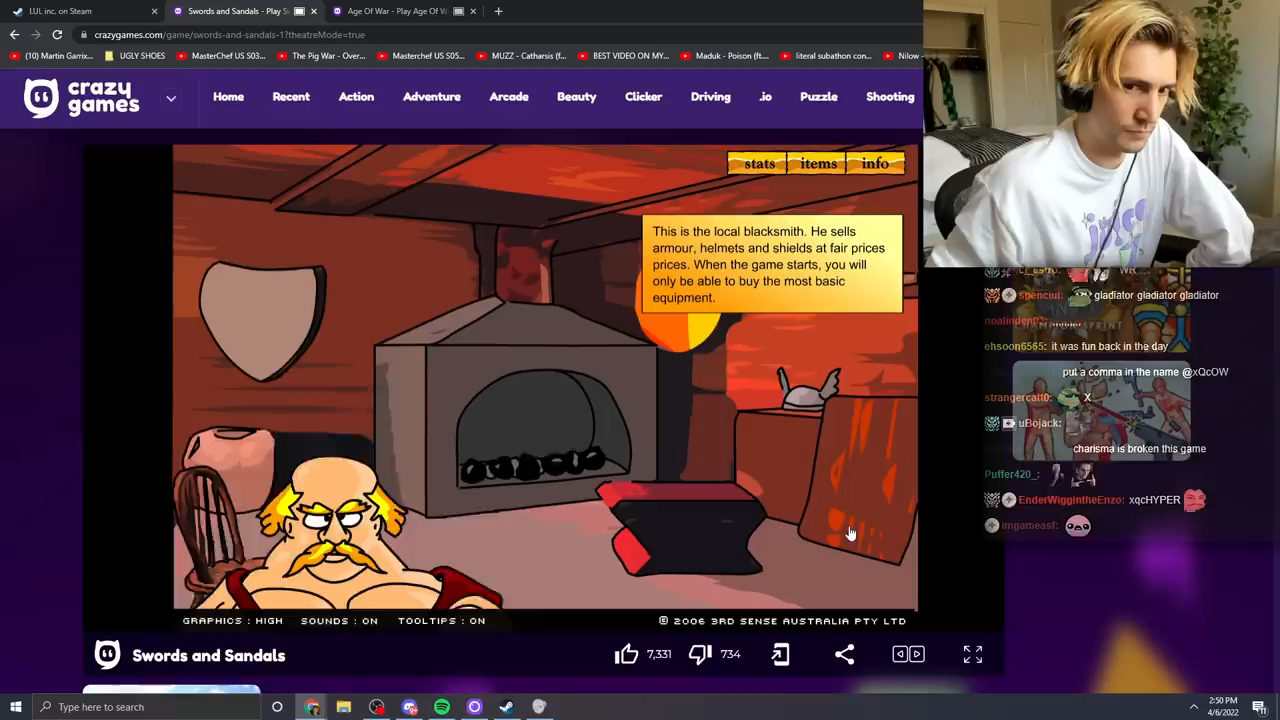 LUL inc. on Steam
Swords and Sandals - Play Sw
Age Of War - Play Age Of W
crazygames.com/game/swords-and-sandals-1?theatreMode=true
(10) Martin Garrix...
UGLY SHOES
MasterChef US S03...
The Pig War - Over...
Masterchef US S05...
MUZZ - Catharsis (f...
BEST VIDEO ON MY...
Maduk - Poison (ft...
literal subathon con...
Nilow
crazy games
Home
Recent
Action
Adventure
Arcade
Beauty
Clicker
Driving
.io
Puzzle
Shooting
stats
items
info
This is the local blacksmith. He sells
armour, helmets and shields at fair prices
prices. When the game starts, you will
only be able to buy the most basic
equipment.
WR
spenciul: gladiator gladiator gladiator
ehsoon6565: it was fun back in the day
put a comma in the name @xQcOW
strangercatt0: X
uBojack:
charisma is broken this game
Puffer420_:
EnderWiggintheEnzo: xqcHYPER
imgameasf:
GRAPHICS : HIGH
SOUNDS : ON
TOOLTIPS : ON
© 2006 3RD SENSE AUSTRALIA PTY LTD
Swords and Sandals
7,331
734
Type here to search
2:50 PM
4/6/2022